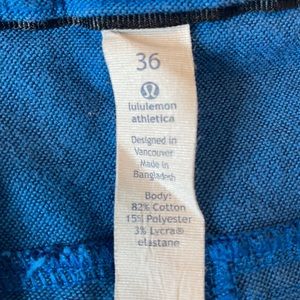 36
lululemon
athletica
Designed in
Vancouver
Made in
Bangladesh
Body:
82% Cotton
15% Polyester
3% Lycra®
elastane